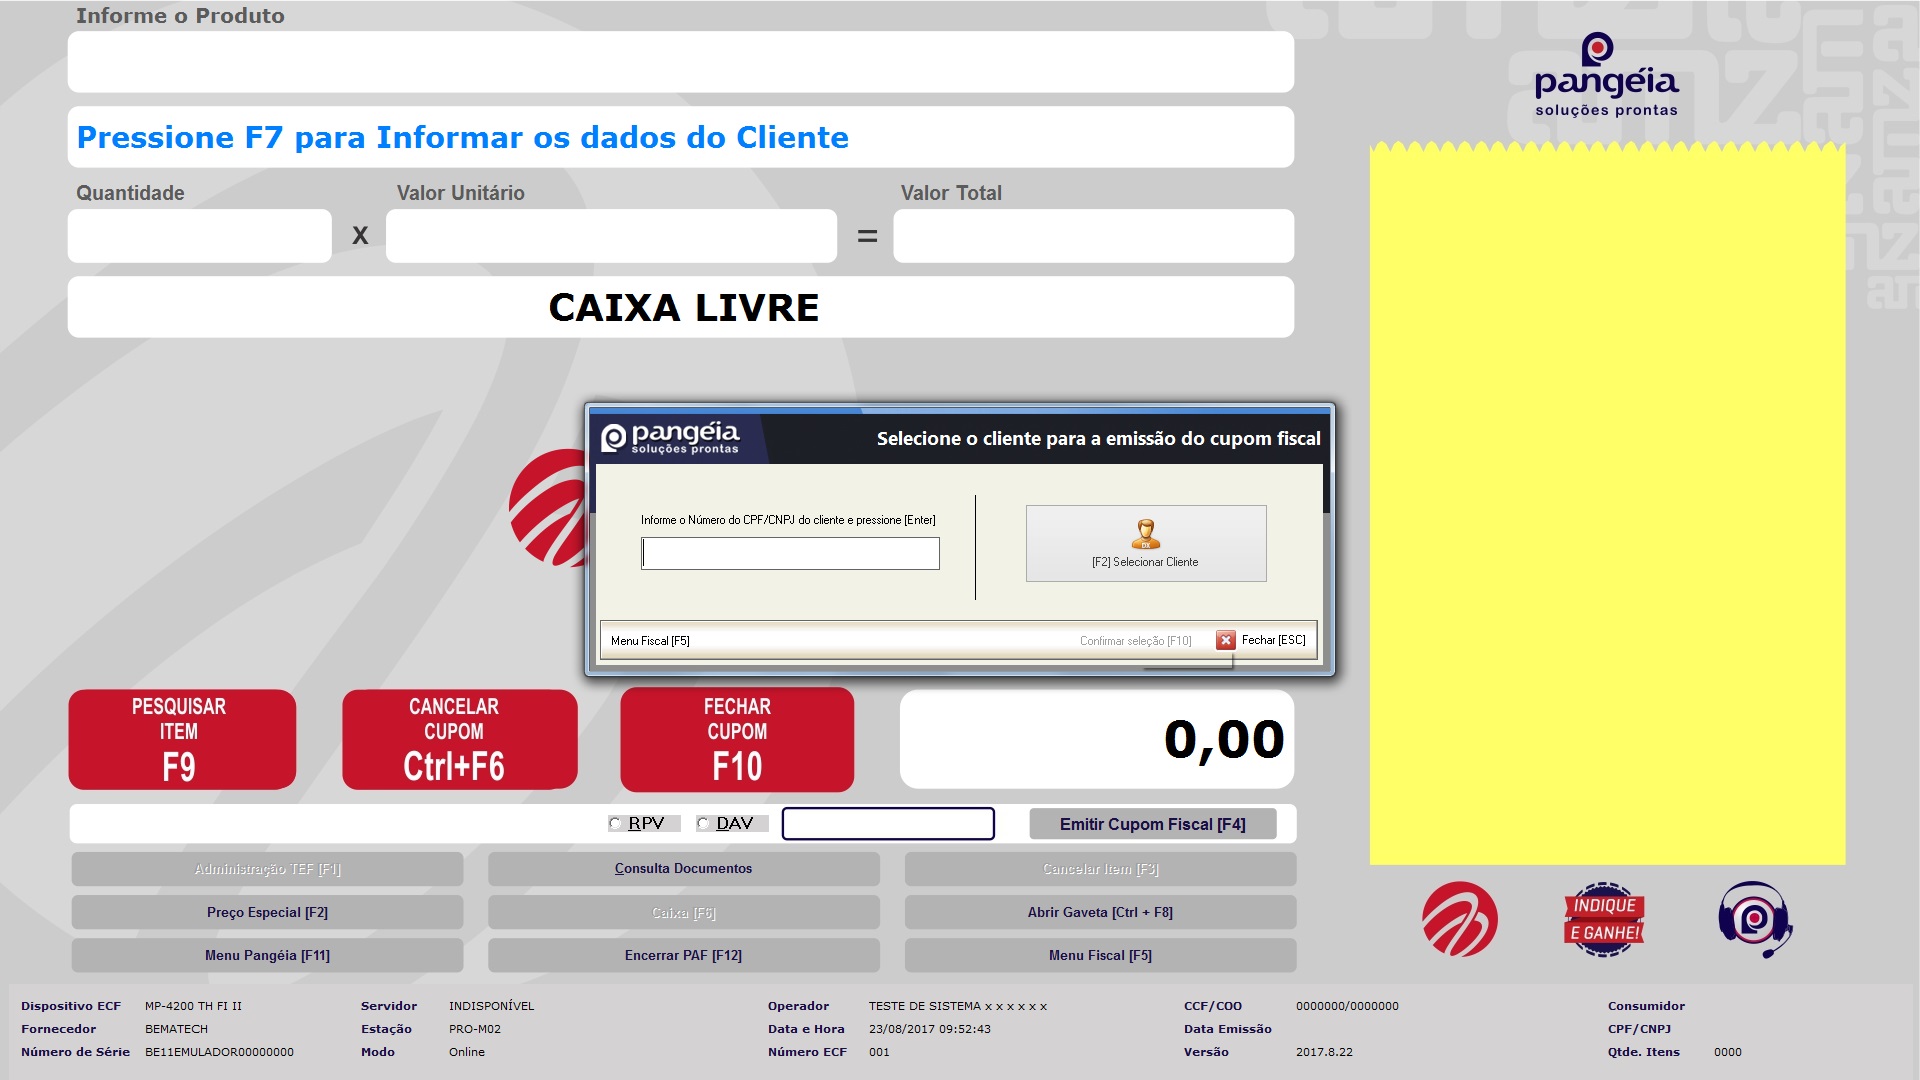 Informe o Produto
Pressione F7 para Informar os dados do Cliente
Quantidade
Valor Unitário
Valor Total
X
=
CAIXA LIVRE
pangéia
soluções prontas
pangéia
soluções prontas
Selecione o cliente para a emissão do cupom fiscal
Informe o Número do CPF/CNPJ do cliente e pressione [Enter]
[F2] Selecionar Cliente
Menu Fiscal [F5]
Confirmar seleção [F10]
Fechar [ESC]
PESQUISAR
ITEM
F9
CANCELAR
CUPOM
Ctrl+F6
FECHAR
CUPOM
F10
0,00
RPV
DAV
Emitir Cupom Fiscal [F4]
Administração TEF [F1]
Consulta Documentos
Cancelar Item [F3]
Preço Especial [F2]
Caixa [F6]
Abrir Gaveta [Ctrl + F8]
Menu Pangéia [F11]
Encerrar PAF [F12]
Menu Fiscal [F5]
INDIQUE
E GANHE!
Dispositivo ECF MP-4200 TH FI II
Fornecedor BEMATECH
Número de Série BE11EMULADOR00000000
Servidor INDISPONÍVEL
Estação PRO-M02
Modo Online
Operador TESTE DE SISTEMA x x x x x x
Data e Hora 23/08/2017 09:52:43
Número ECF 001
CCF/COO 0000000/0000000
Data Emissão
Versão 2017.8.22
Consumidor
CPF/CNPJ
Qtde. Itens 0000